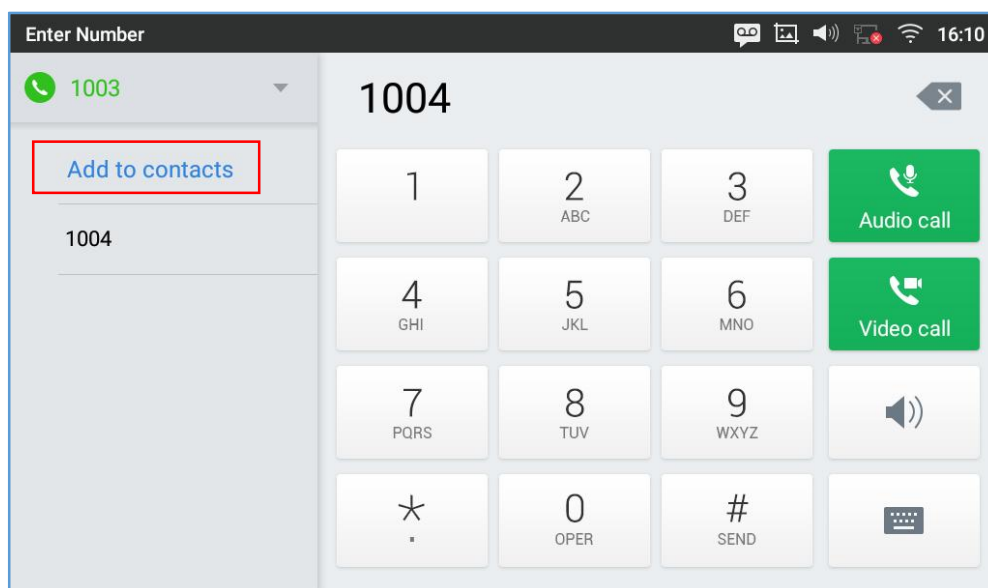 Enter Number
16:10
1003
1004
Add to contacts
1004
1
2
ABC
3
DEF
Audio call
4
GHI
5
JKL
6
MNO
Video call
7
PQRS
8
TUV
9
WXYZ
*
.
0
OPER
#
SEND